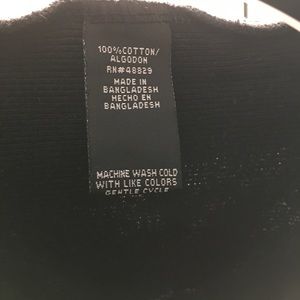 100%COTTON/
ALGODON
RN#48829
MADE IN
BANGLADESH
HECHO EN
BANGLADESH
MACHINE WASH COLD
WITH LIKE COLORS
GENTLE CYCLE